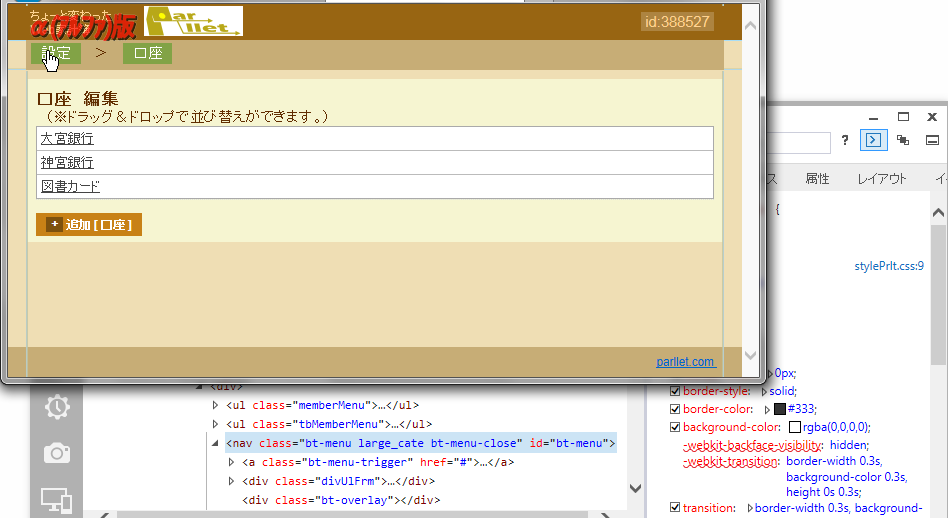 ちょっと変わった
α(アルファ)版
Parllet.
id:388527
設定 > 口座
口座 編集
(※ドラッグ＆ドロップで並び替えができます。)
大宮銀行
神宮銀行
図書カード
+ 追加 [ 口座 ]
parllet.com
?
属性 レイアウト
{
stylePrlt.css:9
0px;
border-style: solid;
border-color: #333;
background-color: rgba(0,0,0,0);
-webkit-backface-visibility: hidden;
-webkit-transition: border-width 0.3s,
background-color 0.3s,
height 0s 0.3s;
transition: border-width 0.3s, background-
<div>
<ul class="memberMenu">…</ul>
<ul class="tbMemberMenu">…</ul>
<nav class="bt-menu large_cate bt-menu-close" id="bt-menu">
<a class="bt-menu-trigger" href="#">…</a>
<div class="divUlFrm">…</div>
<div class="bt-overlay"></div>